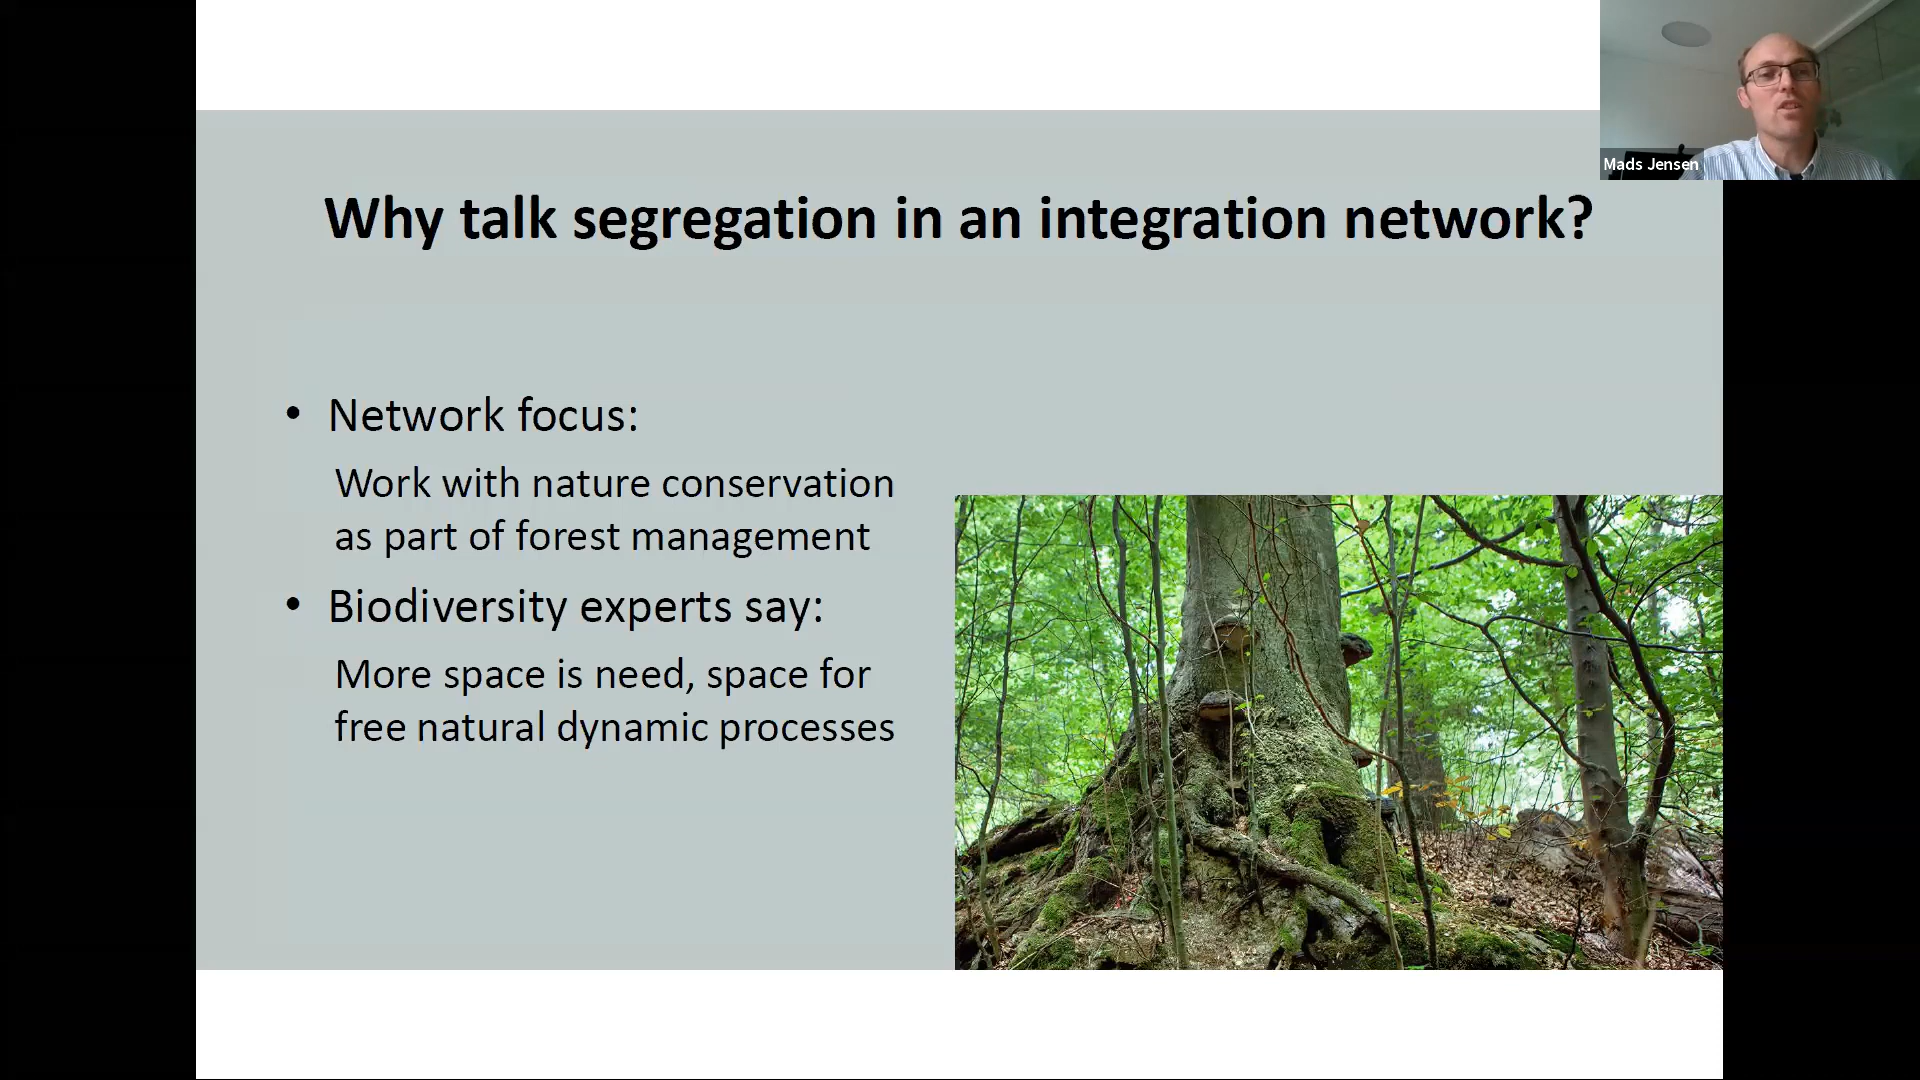 Mads Jensen
Why talk segregation in an integration network?
• Network focus:
Work with nature conservation
as part of forest management
• Biodiversity experts say:
More space is need, space for
free natural dynamic processes